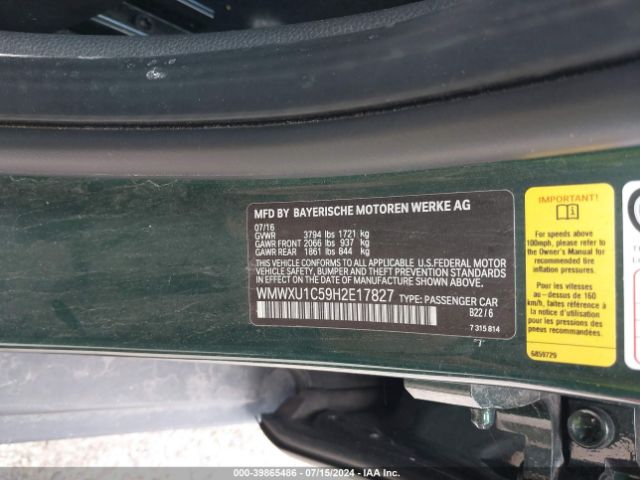 MFD BY BAYERISCHE MOTOREN WERKE AG
07/16
GVWR 3794 lbs 1721 kg
GAWR FRONT 2066 lbs 937 kg
GAWR REAR 1861 lbs 844 kg
THIS VEHICLE CONFORMS TO ALL APPLICABLE U.S.FEDERAL MOTOR
VEHICLE SAFETY, BUMPER, AND THEFT PREVENTION STANDARDS
IN EFFECT ON THE DATE OF MANUFACTURE SHOWN ABOVE.
WMWXU1C59H2E17827 TYPE: PASSENGER CAR
B22 / 6
7 315 814
IMPORTANT!
For speeds above
100mph, please refer to
the Owner's Manual for
recommended tire
inflation pressures.
Pour les vitesses
au-dessus de 160
km/h, faites référence à
la notice d'utilisation
pour les pressions des
pneus recommandées.
6859729
000-39865486 - 07/15/2024 - IAA Inc.